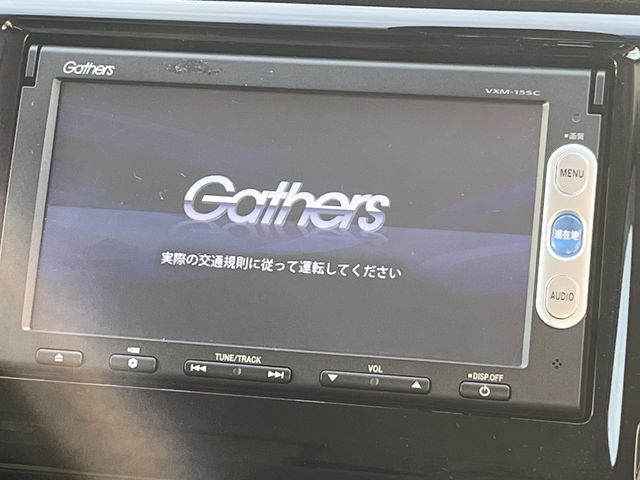 Gathers
VXM-155C
■画質
MENU
Gathers
現在地
実際の交通規則に従って運転してください
AUDIO
TUNE/TRACK
VOL
■DISP.OFF